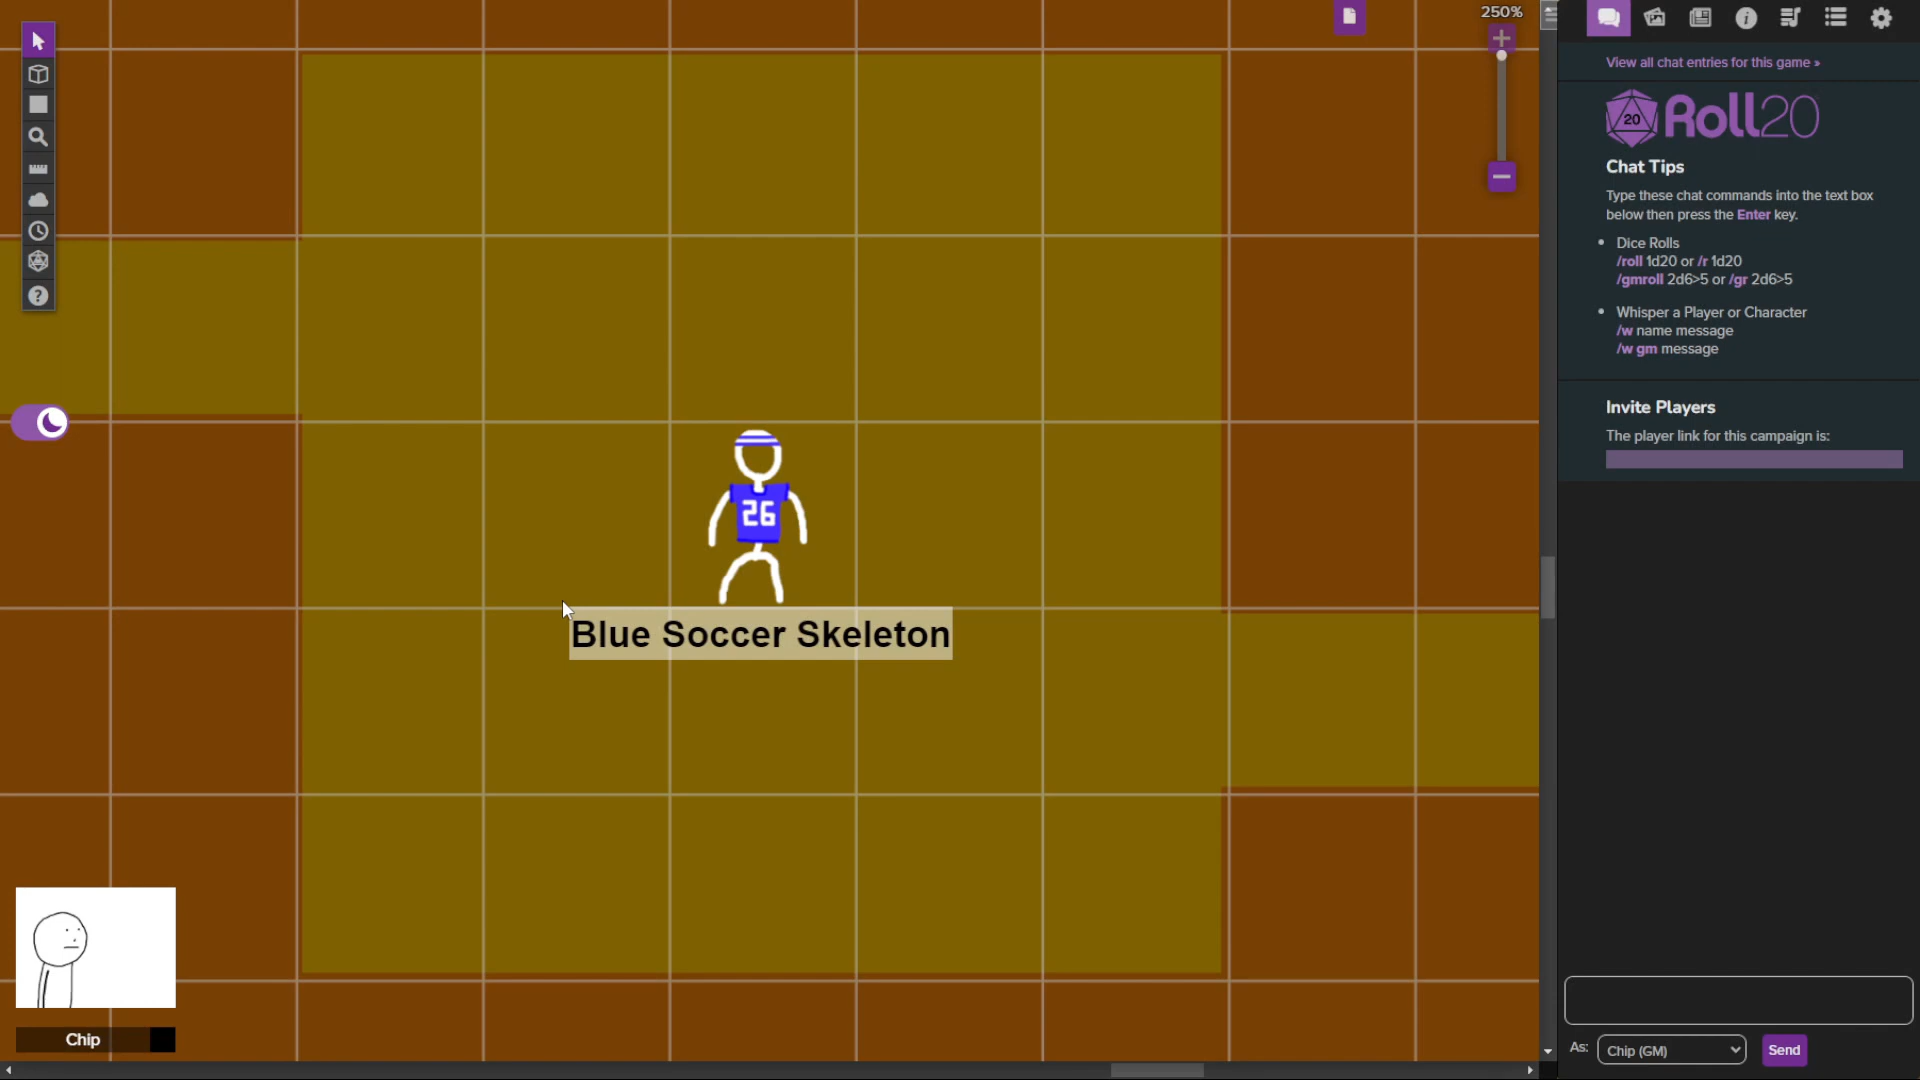 250%
View all chat entries for this game »
20 Roll20
Chat Tips
Type these chat commands into the text box
below then press the Enter key.
• Dice Rolls
/roll 1d20 or /r 1d20
/gmroll 2d6>5 or /gr 2d6>5
• Whisper a Player or Character
/w name message
/w gm message
Invite Players
The player link for this campaign is:
26
Blue Soccer Skeleton
Chip
As: Chip (GM) Send